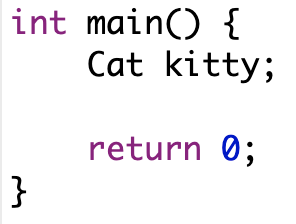 int main() {
    Cat kitty;

    return 0;
}